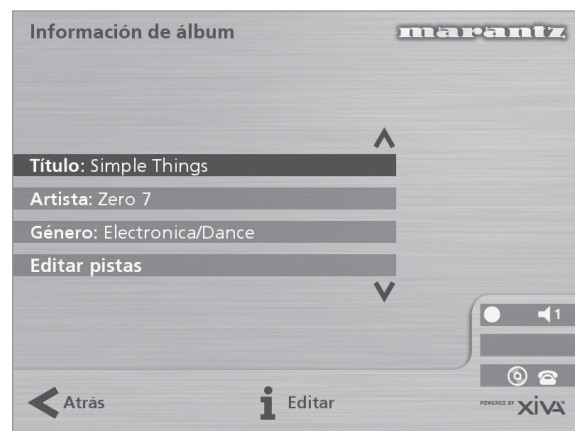 Información de álbum
marantz
Título: Simple Things
Artista: Zero 7
Género: Electronica/Dance
Editar pistas
1
Atrás
Editar
POWERED BY XiVA™